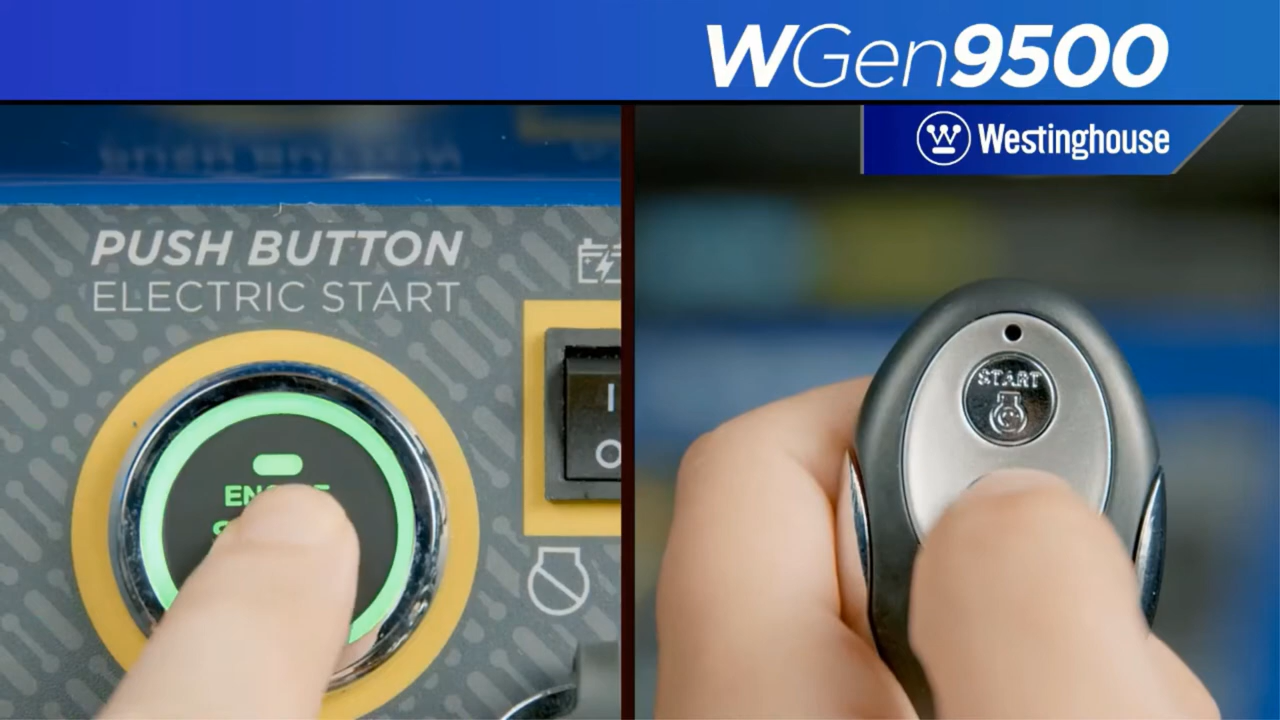 WGen9500
Westinghouse
PUSH BUTTON
ELECTRIC START
START
I
O